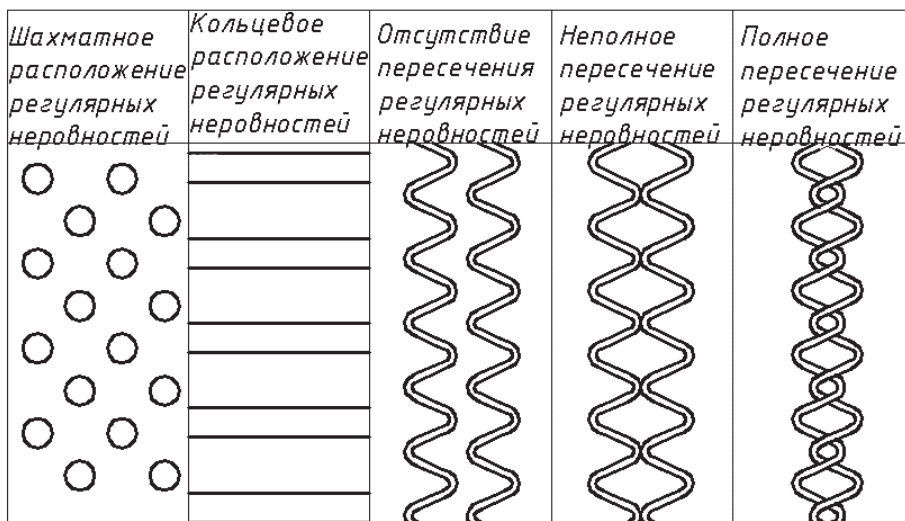 Шахматное
расположение
регулярных
неровностей
Кольцевое
расположение
регулярных
неровностей
Отсутствие
пересечения
регулярных
неровностей
Неполное
пересечение
регулярных
неровностей
Полное
пересечение
регулярных
неровностей